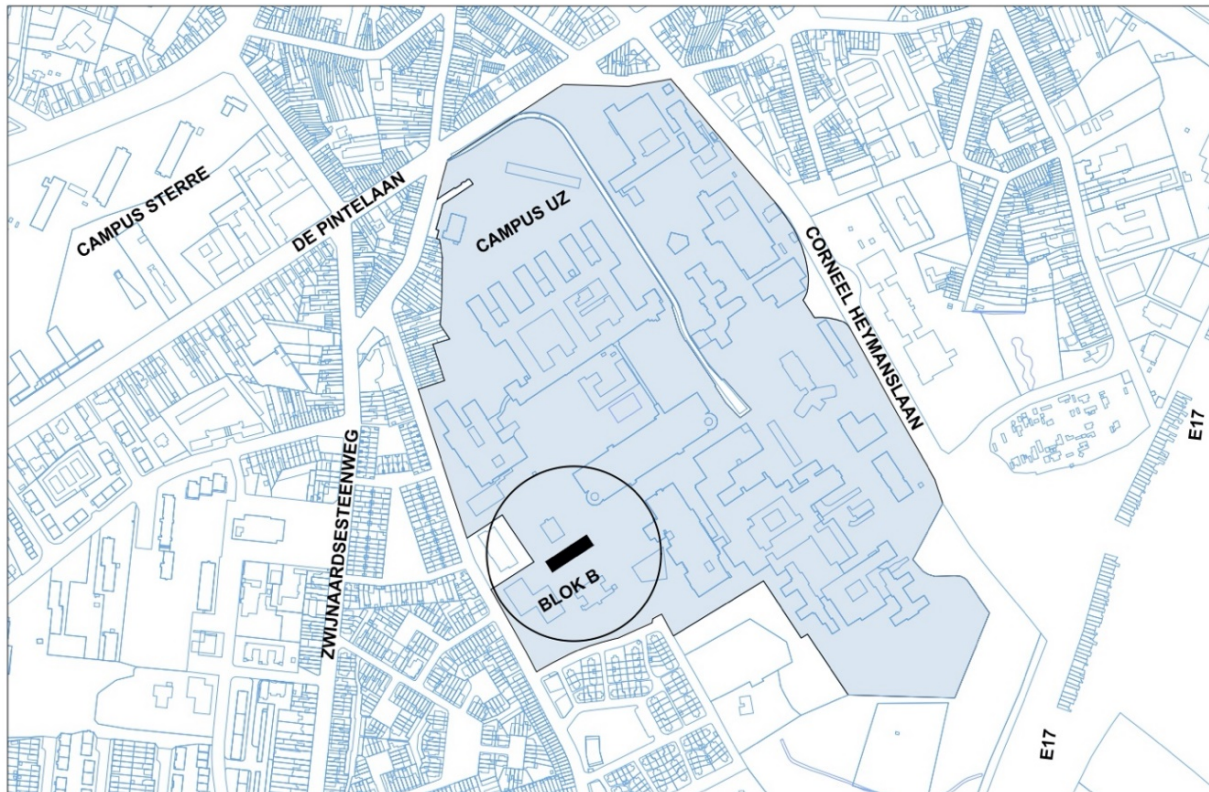 CAMPUS STERRE
DE PINTELAAN
CAMPUS UZ
CORNEEL HEYMANSLAAN
E17
ZWIJNAARDSESTEENWEG
BLOK B
E17